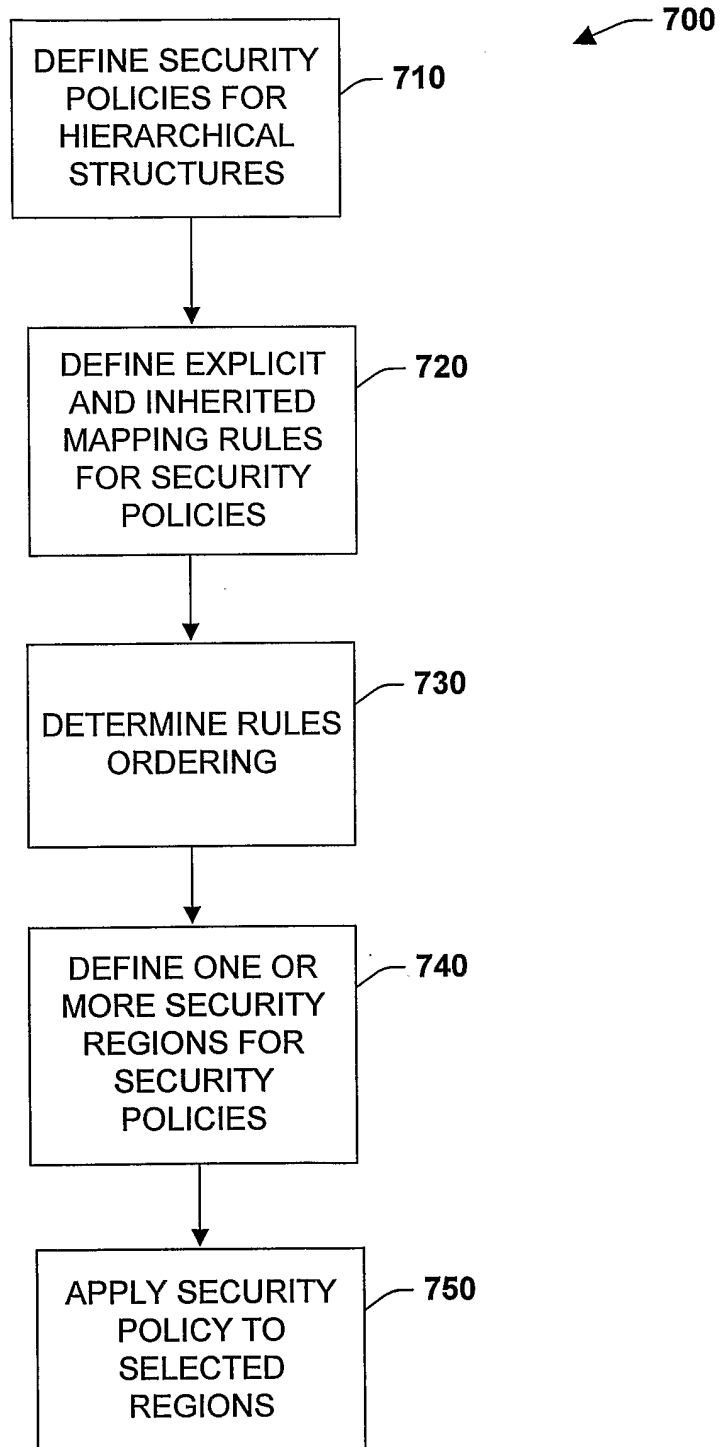 700
DEFINE SECURITY
POLICIES FOR
HIERARCHICAL
STRUCTURES
710
DEFINE EXPLICIT
AND INHERITED
MAPPING RULES
FOR SECURITY
POLICIES
720
DETERMINE RULES
ORDERING
730
DEFINE ONE OR
MORE SECURITY
REGIONS FOR
SECURITY
POLICIES
740
APPLY SECURITY
POLICY TO
SELECTED
REGIONS
750